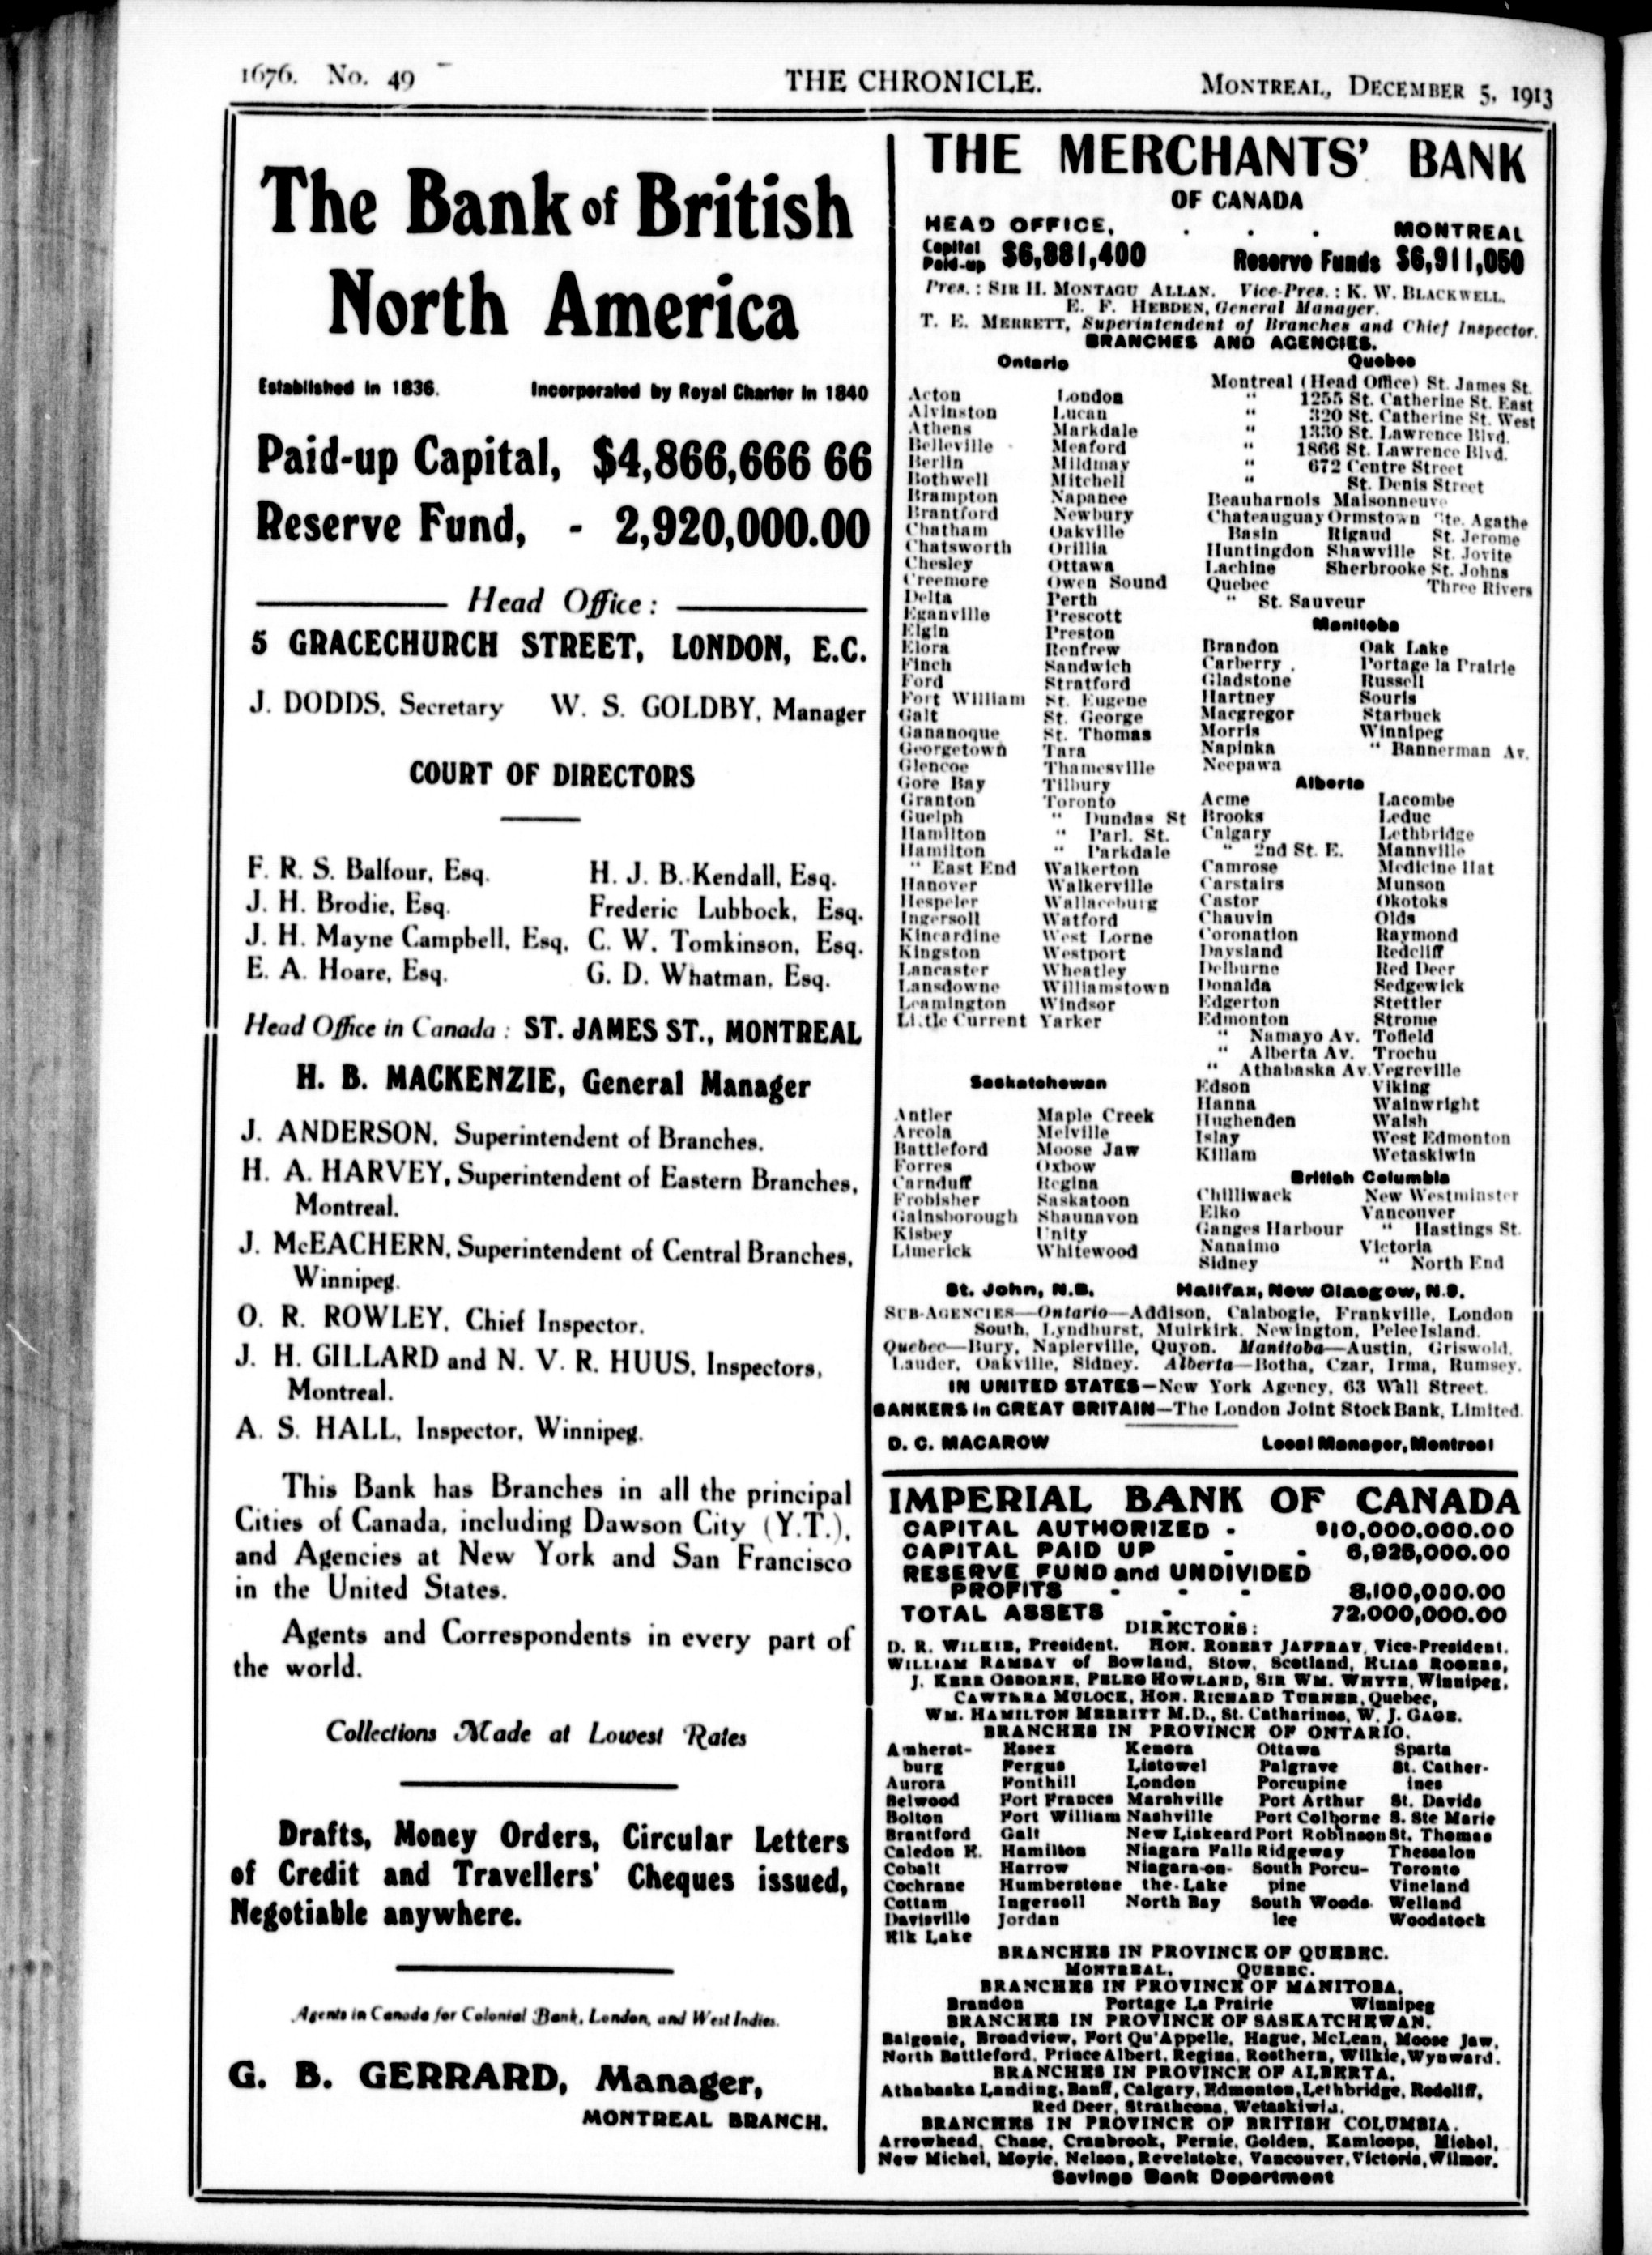 1676. No. 49 THE CHRONICLE. MONTREAL, DECEMBER 5, 1913
The Bank of British
North America
Established in 1836. Incorporated by Royal Charter in 1840
Paid-up Capital, $4,866,666 66
Reserve Fund, - 2,920,000.00
Head Office:
5 GRACECHURCH STREET, LONDON, E.C.
J. DODDS, Secretary W. S. GOLDBY, Manager
COURT OF DIRECTORS
F. R. S. Balfour, Esq. H. J. B. Kendall, Esq.
J. H. Brodie, Esq. Frederic Lubbock, Esq.
J. H. Mayne Campbell, Esq. C. W. Tomkinson, Esq.
E. A. Hoare, Esq. G. D. Whatman, Esq.
Head Office in Canada: ST. JAMES ST., MONTREAL
H. B. MACKENZIE, General Manager
J. ANDERSON, Superintendent of Branches.
H. A. HARVEY, Superintendent of Eastern Branches,
Montreal.
J. McEACHERN, Superintendent of Central Branches,
Winnipeg.
O. R. ROWLEY, Chief Inspector.
J. H. GILLARD and N. V. R. HUUS, Inspectors,
Montreal.
A. S. HALL, Inspector, Winnipeg.
This Bank has Branches in all the principal
Cities of Canada, including Dawson City (Y.T.),
and Agencies at New York and San Francisco
in the United States.
Agents and Correspondents in every part of
the world.
Collections Made at Lowest Rates
Drafts, Money Orders, Circular Letters
of Credit and Travellers' Cheques issued,
Negotiable anywhere.
Agents in Canada for Colonial Bank, London, and West Indies.
G. B. GERRARD, Manager,
MONTREAL BRANCH.
THE MERCHANTS' BANK
OF CANADA
HEAD OFFICE, . . . MONTREAL
Capital Paid-up $6,881,400 Reserve Funds $6,911,050
Pres.: SIR H. MONTAGU ALLAN. Vice-Pres.: K. W. BLACKWELL.
E. F. HEBDEN, General Manager.
T. E. MERRETT, Superintendent of Branches and Chief Inspector.
BRANCHES AND AGENCIES.
Ontario
Acton London
Alvinston Lucan
Athens Markdale
Belleville Meaford
Berlin Mildmay
Bothwell Mitchell
Brampton Napanee
Brantford Newbury
Chatham Oakville
Chatsworth Orillia
Chesley Ottawa
Creemore Owen Sound
Delta Perth
Eganville Prescott
Elgin Preston
Elora Renfrew
Finch Sandwich
Ford Stratford
Fort William St. Eugene
Galt St. George
Gananoque St. Thomas
Georgetown Tara
Glencoe Thamesville
Gore Bay Tilbury
Granton Toronto
Guelph " Dundas St
Hamilton " Parl. St.
Hamilton " Parkdale
" East End Walkerton
Hanover Walkerville
Hespeler Wallaceburg
Ingersoll Watford
Kincardine West Lorne
Kingston Westport
Lancaster Wheatley
Lansdowne Williamstown
Leamington Windsor
Little Current Yarker
Saskatchewan
Antler Maple Creek
Arcola Melville
Battleford Moose Jaw
Forres Oxbow
Carnduff Regina
Frobisher Saskatoon
Gainsborough Shaunavon
Kisbey Unity
Limerick Whitewood
Quebec
Montreal (Head Office) St. James St.
" 1255 St. Catherine St. East
" 320 St. Catherine St. West
" 1330 St. Lawrence Blvd.
" 1866 St. Lawrence Blvd.
" 672 Centre Street
" St. Denis Street
Beauharnois Maisonneuve
Chateauguay Ormstown Ste. Agathe
Basin Rigaud St. Jerome
Huntingdon Shawville St. Jovite
Lachine Sherbrooke St. Johns
Quebec Three Rivers
" St. Sauveur
Manitoba
Brandon Oak Lake
Carberry Portage la Prairie
Gladstone Russell
Hartney Souris
Macgregor Starbuck
Morris Winnipeg
Napinka " Bannerman Av.
Neepawa
Alberta
Acme Lacombe
Brooks Leduc
Calgary Lethbridge
" 2nd St. E. Mannville
Camrose Medicine Hat
Carstairs Munson
Castor Okotoks
Chauvin Olds
Coronation Raymond
Daysland Redcliff
Delburne Red Deer
Donalda Sedgewick
Edgerton Stettler
Edmonton Strome
" Namayo Av. Tofield
" Alberta Av. Trochu
" Athabaska Av. Vegreville
Edson Viking
Hanna Wainwright
Hughenden Walsh
Islay West Edmonton
Killam Wetaskiwin
British Columbia
Chilliwack New Westminster
Elko Vancouver
Ganges Harbour " Hastings St.
Nanaimo Victoria
Sidney " North End
St. John, N.B. Halifax, New Glasgow, N.S.
SUB-AGENCIES—Ontario—Addison, Calabogie, Frankville, London
South, Lyndhurst, Muirkirk, Newington, Pelee Island.
Quebec—Bury, Napierville, Quyon. Manitoba—Austin, Griswold,
Lauder, Oakville, Sidney. Alberta—Botha, Czar, Irma, Rumsey.
IN UNITED STATES—New York Agency, 63 Wall Street.
BANKERS in GREAT BRITAIN—The London Joint Stock Bank, Limited.
D. C. MACAROW Local Manager, Montreal
IMPERIAL BANK OF CANADA
CAPITAL AUTHORIZED - $10,000,000.00
CAPITAL PAID UP - - 6,925,000.00
RESERVE FUND and UNDIVIDED
PROFITS - - - 8,100,000.00
TOTAL ASSETS - - 72,000,000.00
DIRECTORS:
D. R. WILKIE, President. HON. ROBERT JAFFRAY, Vice-President.
WILLIAM RAMSAY of Bowland, Stow, Scotland, ELIAS ROGERS,
J. KERR OSBORNE, PELEG HOWLAND, SIR WM. WHYTE, Winnipeg,
CAWTHRA MULOCK, HON. RICHARD TURNER, Quebec,
WM. HAMILTON MERRITT M.D., St. Catharines, W. J. GAGE.
BRANCHES IN PROVINCE OF ONTARIO.
Amherst- Essex Kenora Ottawa Sparta
burg Fergus Listowel Palgrave St. Cather-
Aurora Fonthill London Porcupine ines
Belwood Fort Frances Marshville Port Arthur St. Davids
Bolton Fort William Nashville Port Colborne S. Ste Marie
Brantford Galt New Liskeard Port Robinson St. Thomas
Caledon E. Hamilton Niagara Falls Ridgeway Thessalon
Cobalt Harrow Niagara-on- South Porcu- Toronto
Cochrane Humberstone the-Lake pine Vineland
Cottam Ingersoll North Bay South Woods- Welland
Davisville Jordan lee Woodstock
Elk Lake
BRANCHES IN PROVINCE OF QUEBEC.
MONTREAL, QUEBEC.
BRANCHES IN PROVINCE OF MANITOBA.
Brandon Portage La Prairie Winnipeg
BRANCHES IN PROVINCE OF SASKATCHEWAN.
Balgonie, Broadview, Fort Qu'Appelle, Hague, McLean, Moose Jaw,
North Battleford, Prince Albert, Regina, Rosthern, Wilkie, Wynward.
BRANCHES IN PROVINCE OF ALBERTA.
Athabaska Landing, Banff, Calgary, Edmonton, Lethbridge, Redcliff,
Red Deer, Strathcona, Wetaskiwin.
BRANCHES IN PROVINCE OF BRITISH COLUMBIA.
Arrowhead, Chase, Cranbrook, Fernie, Golden, Kamloops, Michel,
New Michel, Moyie, Nelson, Revelstoke, Vancouver, Victoria, Wilmer.
Savings Bank Department